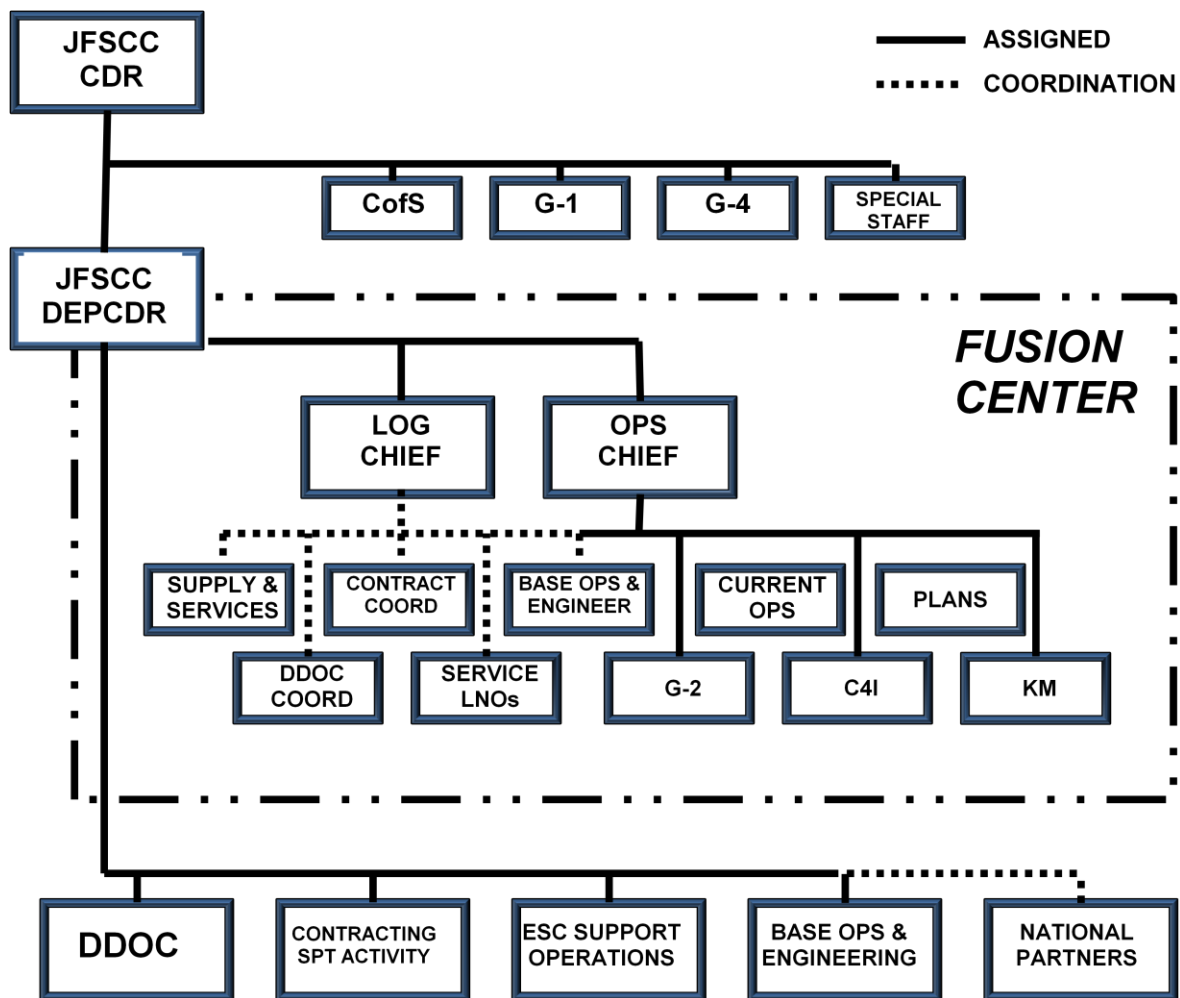 JFSCC
CDR
ASSIGNED
COORDINATION
CofS
G-1
G-4
SPECIAL
STAFF
JFSCC
DEPCDR
FUSION
CENTER
LOG
CHIEF
OPS
CHIEF
SUPPLY &
SERVICES
CONTRACT
COORD
BASE OPS &
ENGINEER
CURRENT
OPS
PLANS
DDOC
COORD
SERVICE
LNOs
G-2
C4I
KM
DDOC
CONTRACTING
SPT ACTIVITY
ESC SUPPORT
OPERATIONS
BASE OPS &
ENGINEERING
NATIONAL
PARTNERS